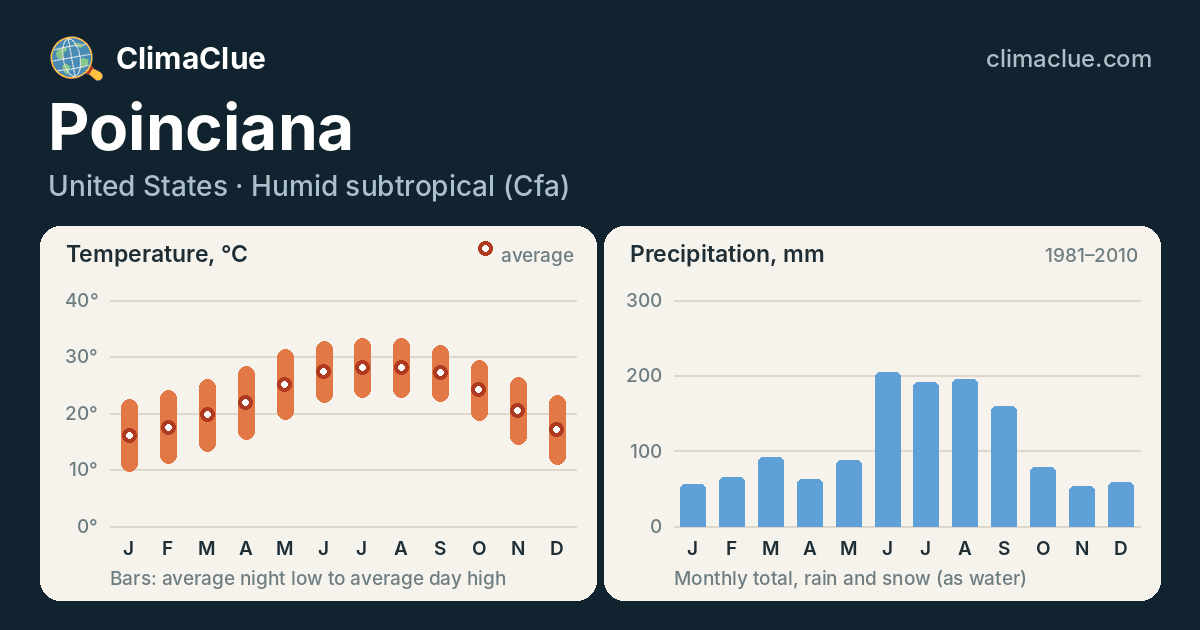 ClimaClue
climaclue.com
Poinciana
United States · Humid subtropical (Cfa)
Temperature, °C
average
40°
30°
20°
10°
0°
J F M A M J J A S O N D
Bars: average night low to average day high
Precipitation, mm
1981–2010
300
200
100
0
J F M A M J J A S O N D
Monthly total, rain and snow (as water)